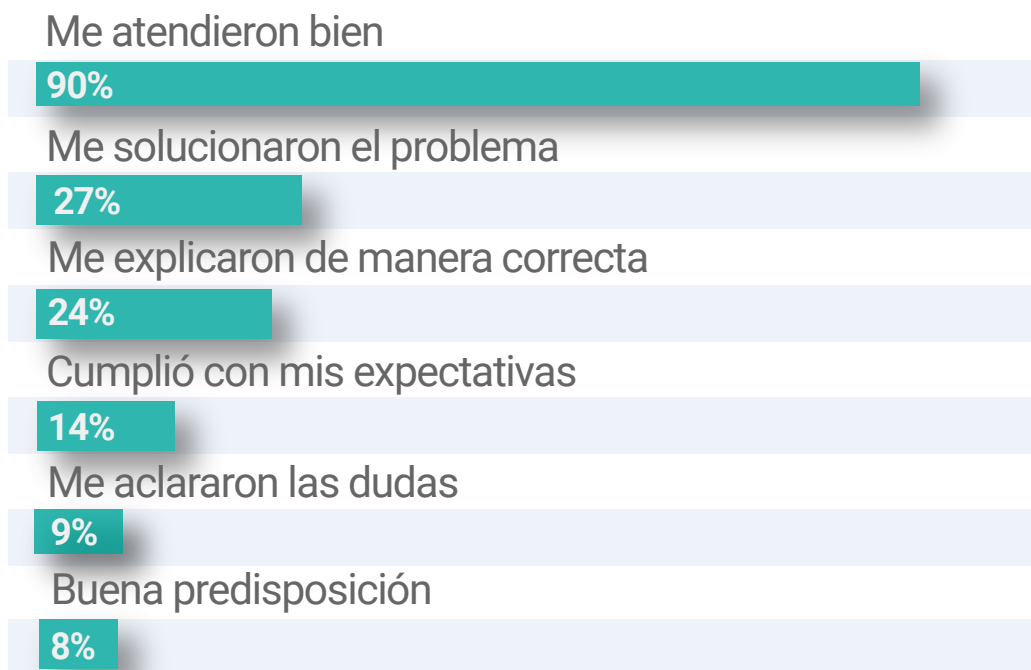 Me atendieron bien
90%
Me solucionaron el problema
27%
Me explicaron de manera correcta
24%
Cumplió con mis expectativas
14%
Me aclararon las dudas
9%
Buena predisposición
8%